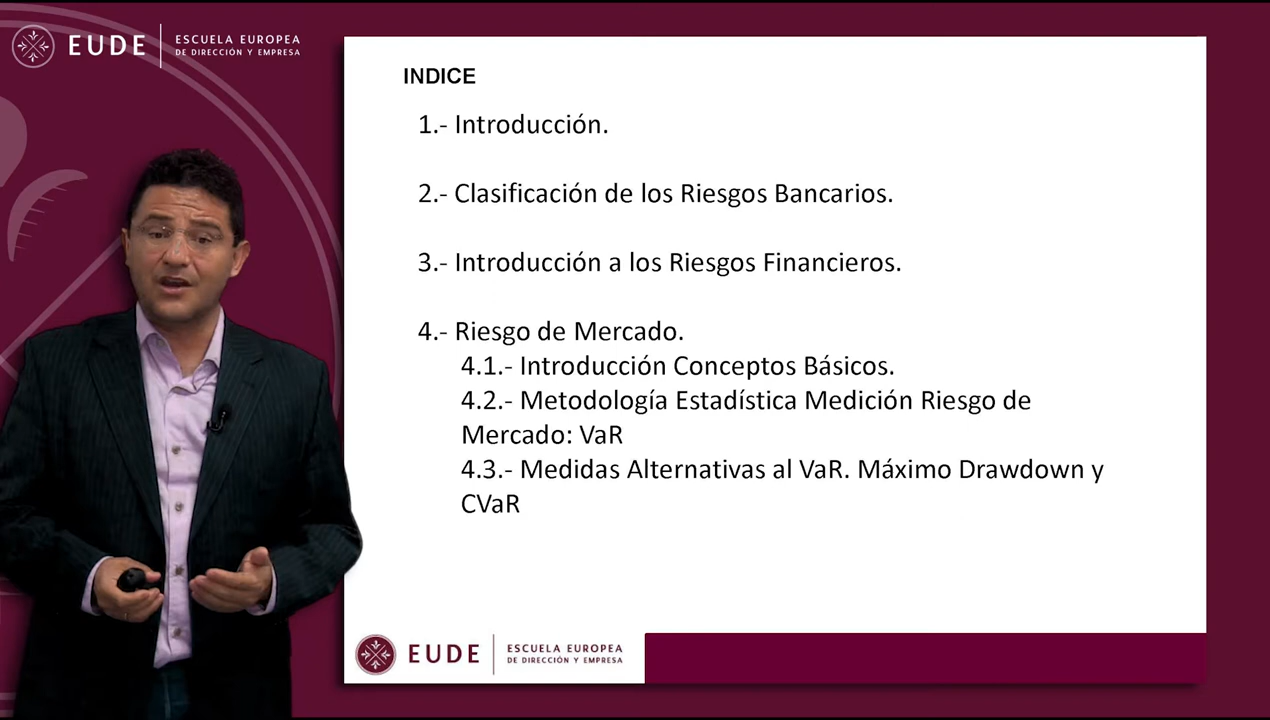 EUDE
ESCUELA EUROPEA
DE DIRECCIÓN Y EMPRESA
INDICE
1.- Introducción.
2.- Clasificación de los Riesgos Bancarios.
3.- Introducción a los Riesgos Financieros.
4.- Riesgo de Mercado.
4.1.- Introducción Conceptos Básicos.
4.2.- Metodología Estadística Medición Riesgo de
Mercado: VaR
4.3.- Medidas Alternativas al VaR. Máximo Drawdown y
CVaR
EUDE
ESCUELA EUROPEA
DE DIRECCIÓN Y EMPRESA